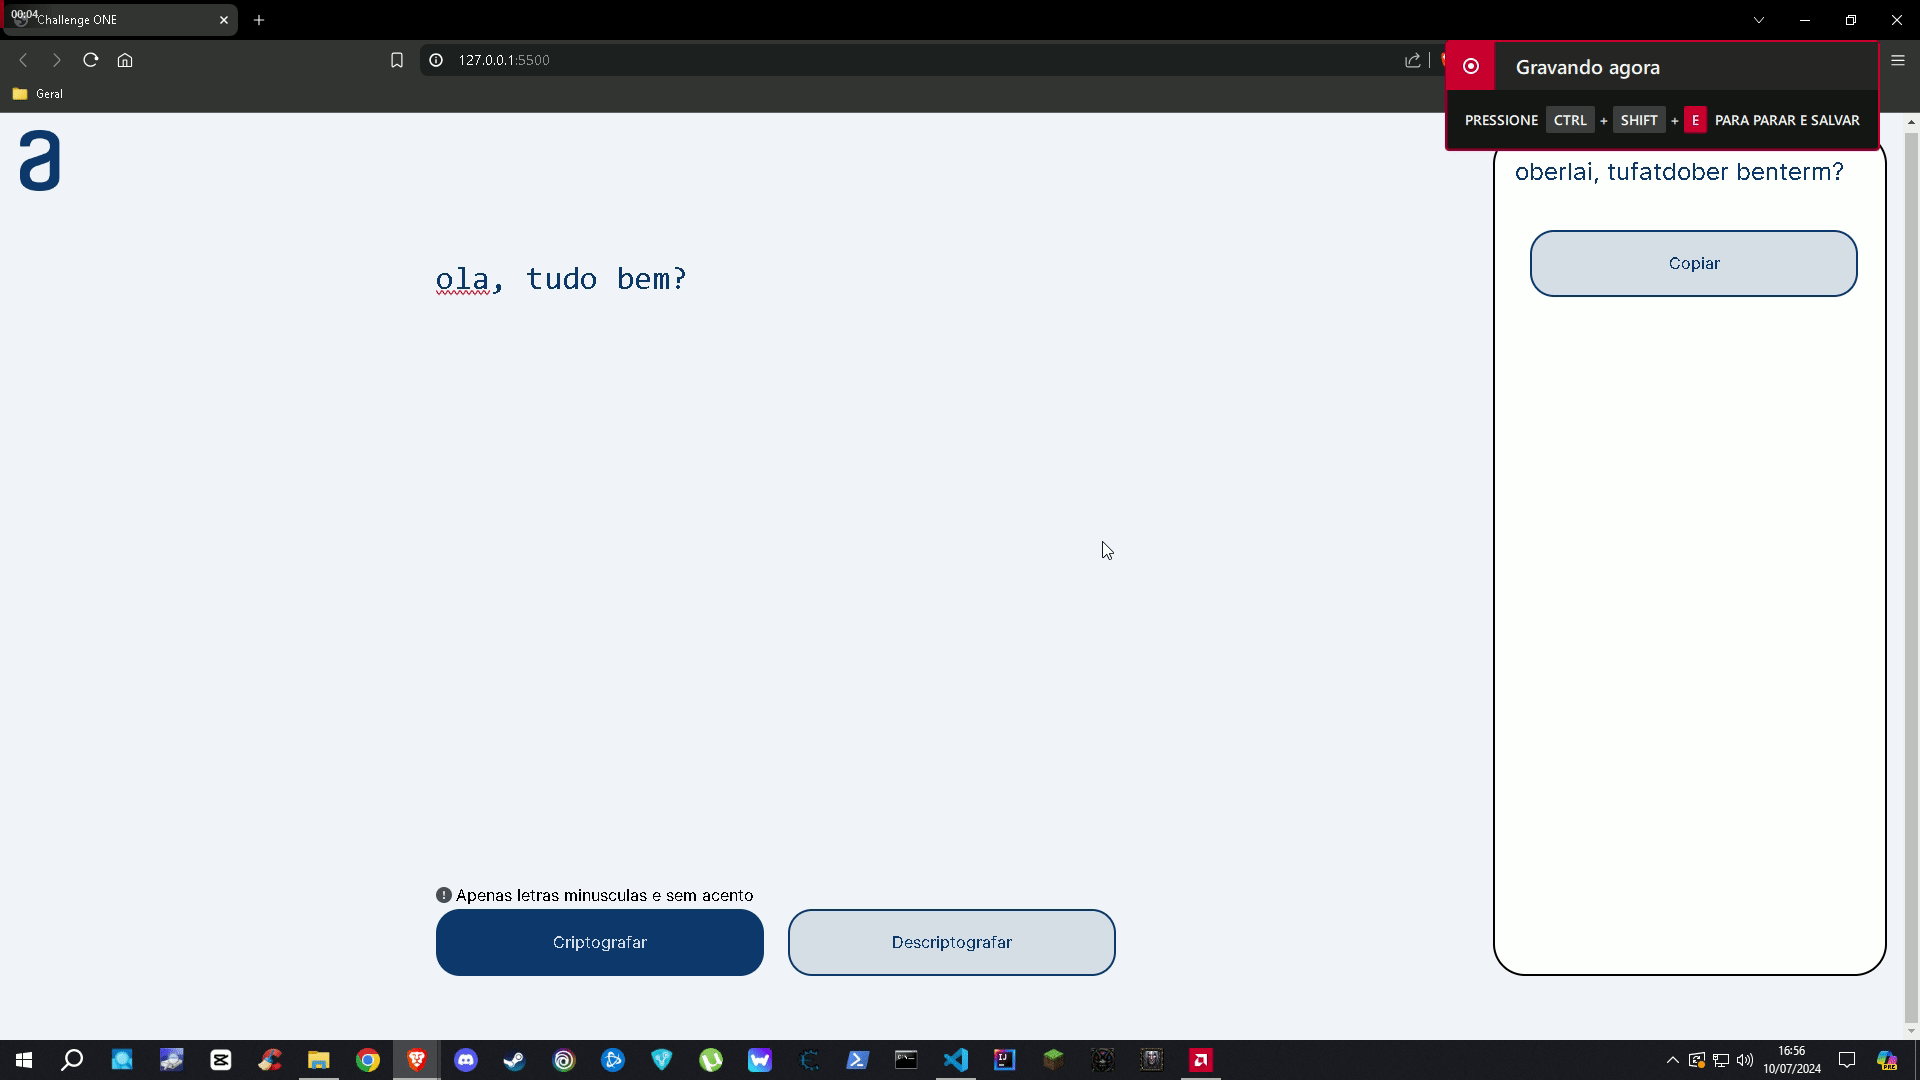 00:04
Challenge ONE
127.0.0.1:5500
Geral
Gravando agora
PRESSIONE CTRL + SHIFT + E PARA PARAR E SALVAR
a
oberlai, tufatdober benterm?
Copiar
ola, tudo bem?
Apenas letras minusculas e sem acento
Criptografar
Descriptografar
16:56
10/07/2024